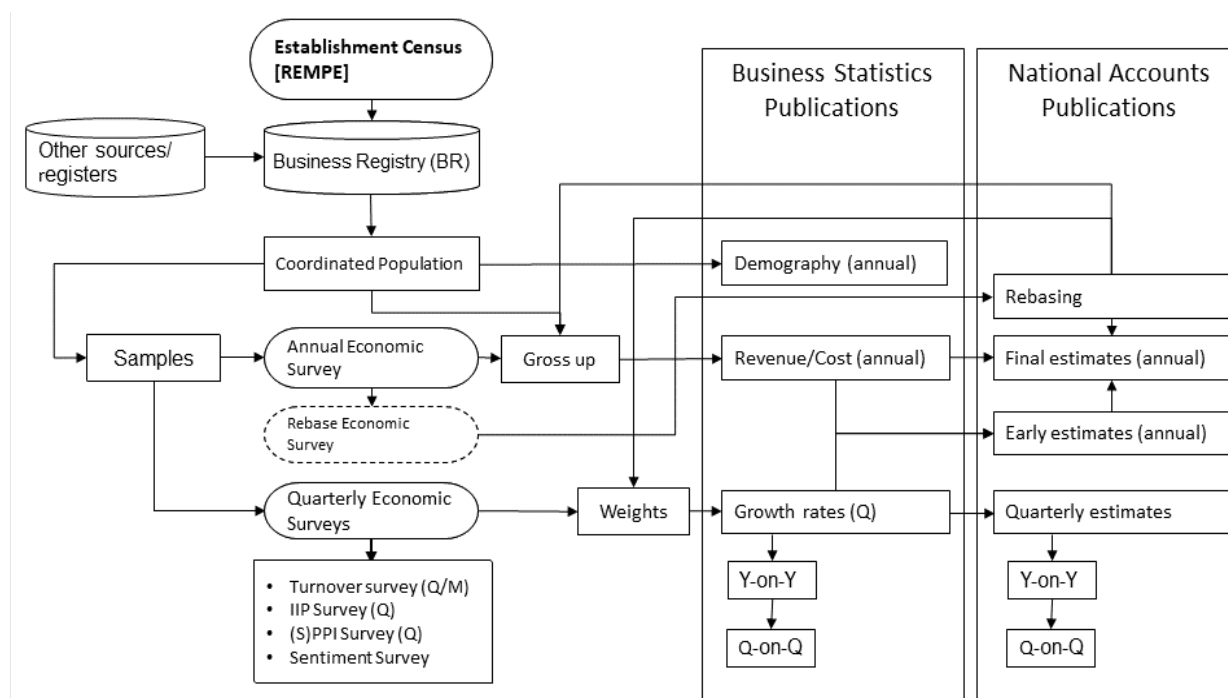 Establishment Census
[REMPE]
Business Statistics
Publications
National Accounts
Publications
Other sources/
registers
Business Registry (BR)
Coordinated Population
Demography (annual)
Rebasing
Samples
Annual Economic
Survey
Gross up
Revenue/Cost (annual)
Final estimates (annual)
Rebase Economic
Survey
Early estimates (annual)
Quarterly Economic
Surveys
Weights
Growth rates (Q)
Quarterly estimates
• Turnover survey (Q/M)
• IIP Survey (Q)
• (S)PPI Survey (Q)
• Sentiment Survey
Y-on-Y
Q-on-Q
Y-on-Y
Q-on-Q